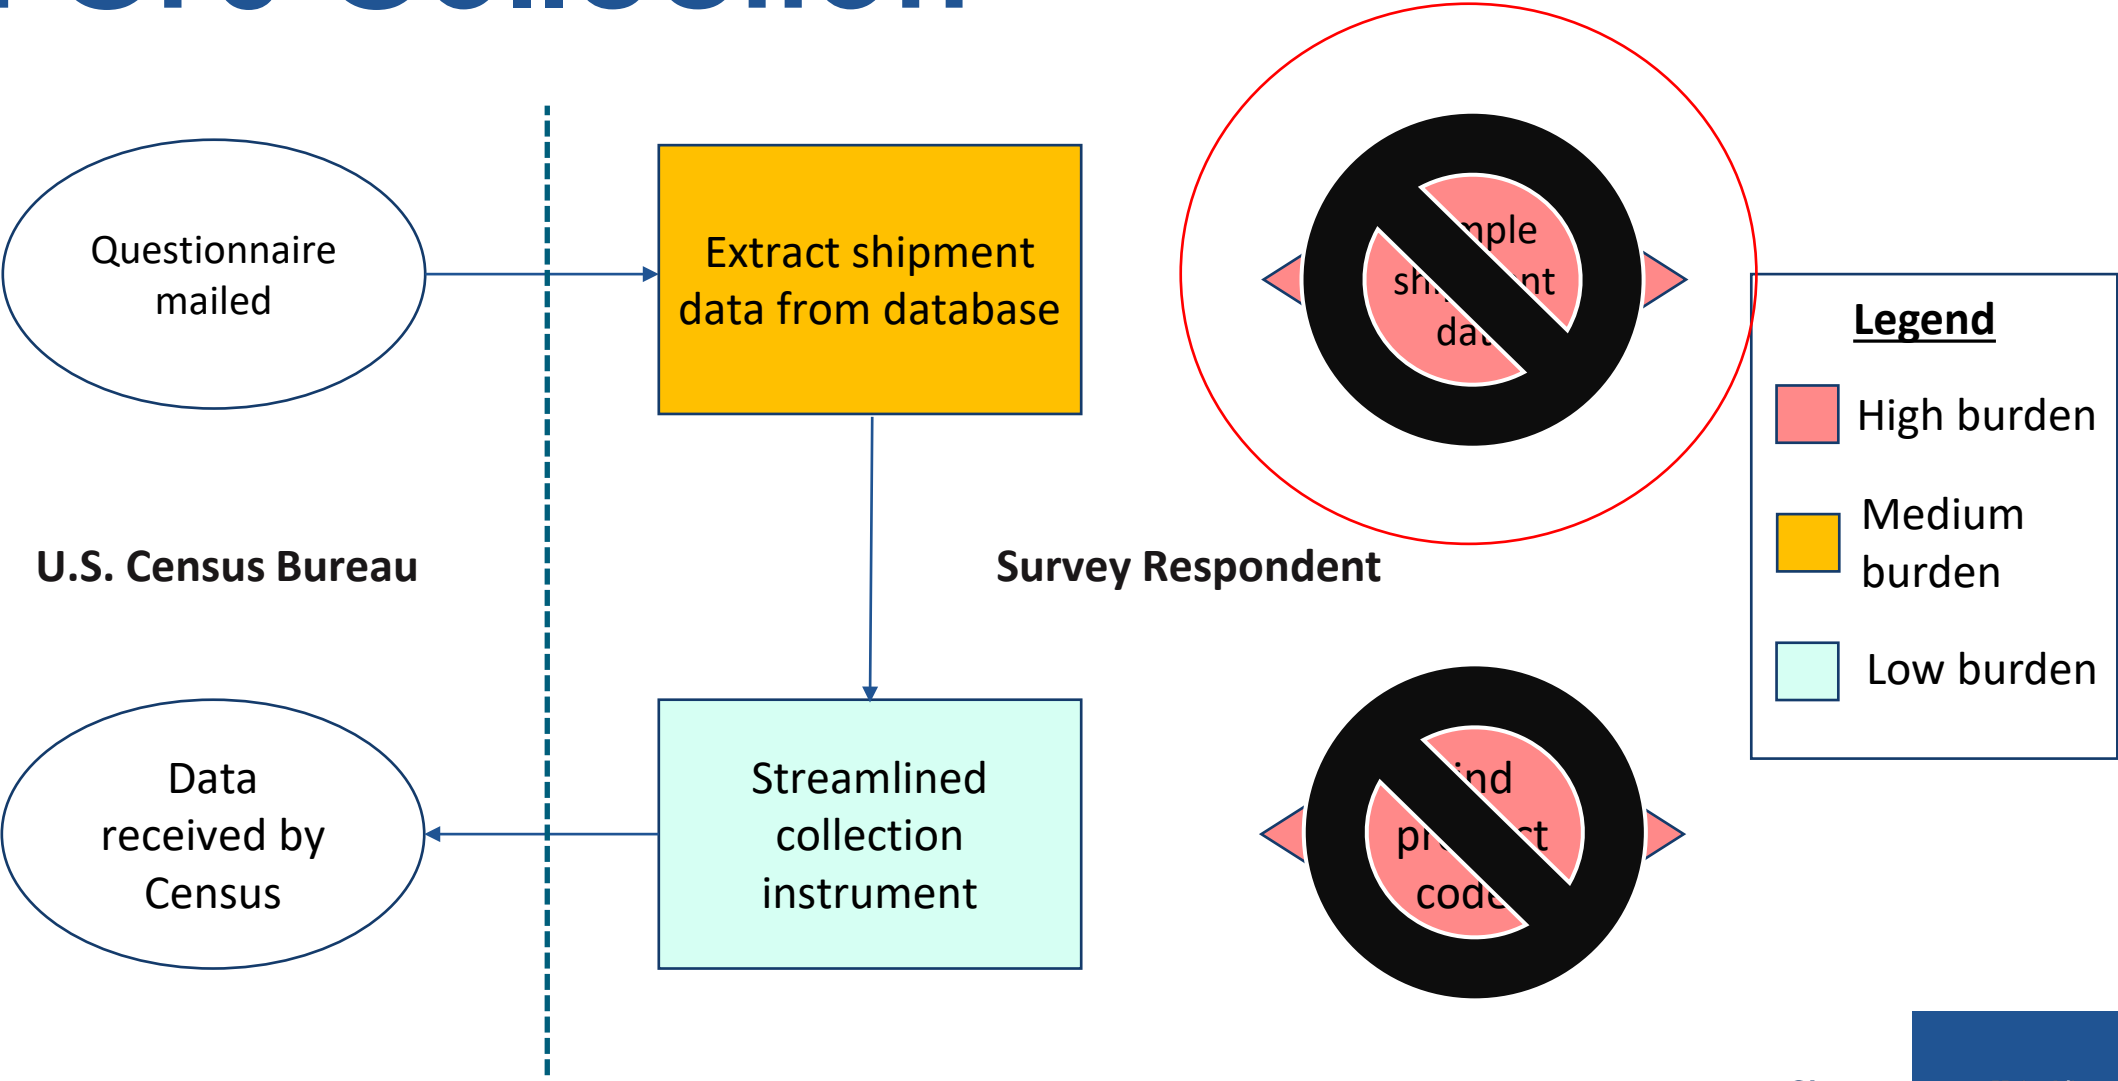 Collection
Questionnaire
mailed
Extract shipment
data from database
Legend
High burden
Medium
burden
Low burden
U.S. Census Bureau
Survey Respondent
Data
received by
Census
Streamlined
collection
instrument